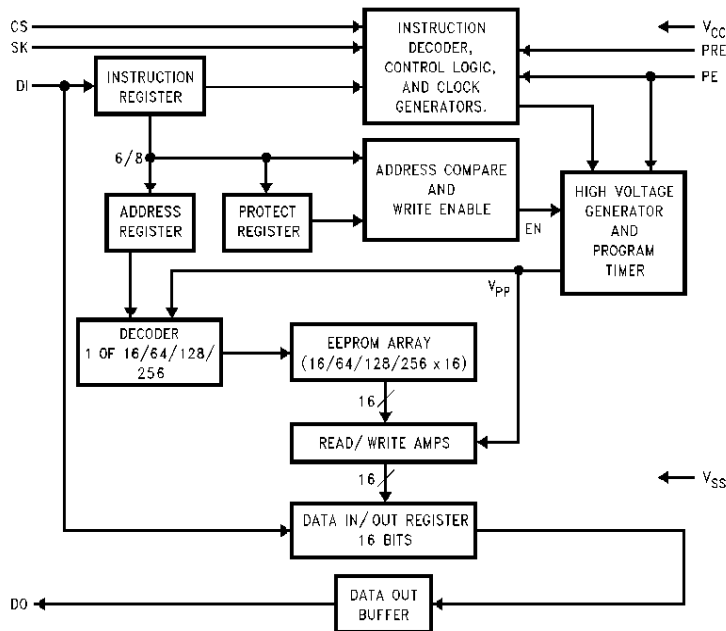 CS
SK
DI
INSTRUCTION
REGISTER
INSTRUCTION
DECODER,
CONTROL LOGIC,
AND CLOCK
GENERATORS.
VCC
PRE
PE
6/8
ADDRESS
REGISTER
PROTECT
REGISTER
ADDRESS COMPARE
AND
WRITE ENABLE
EN
HIGH VOLTAGE
GENERATOR
AND
PROGRAM
TIMER
VPP
DECODER
1 OF 16/64/128/
256
EEPROM ARRAY
(16/64/128/256 x 16)
16
READ/WRITE AMPS
16
VSS
DATA IN/OUT REGISTER
16 BITS
DO
DATA OUT
BUFFER